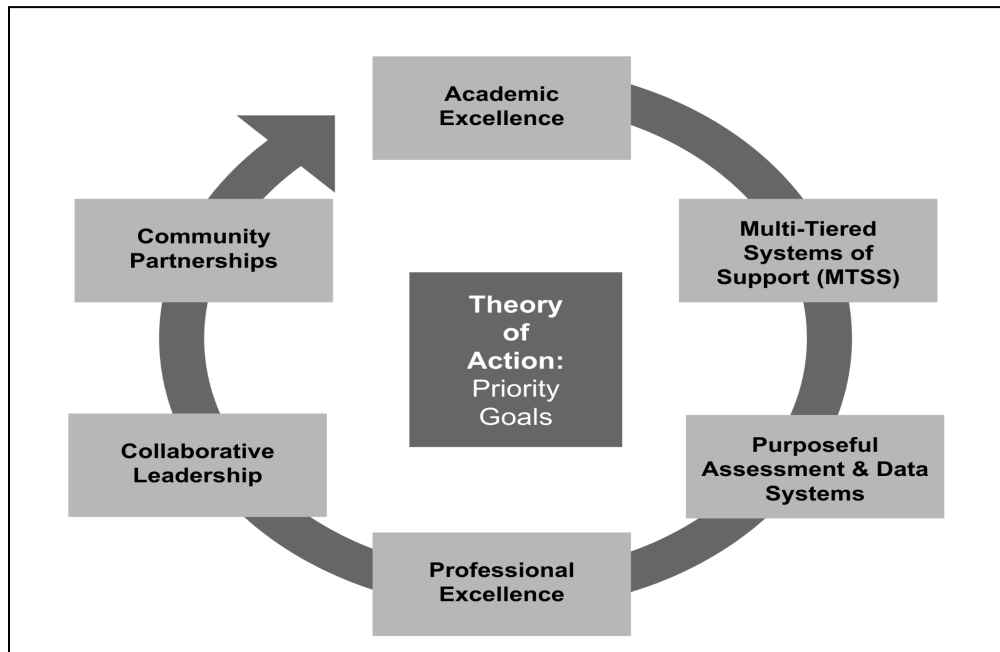 Academic
Excellence
Multi-Tiered
Systems of
Support (MTSS)
Purposeful
Assessment & Data
Systems
Professional
Excellence
Collaborative
Leadership
Community
Partnerships
Theory
of
Action:
Priority
Goals